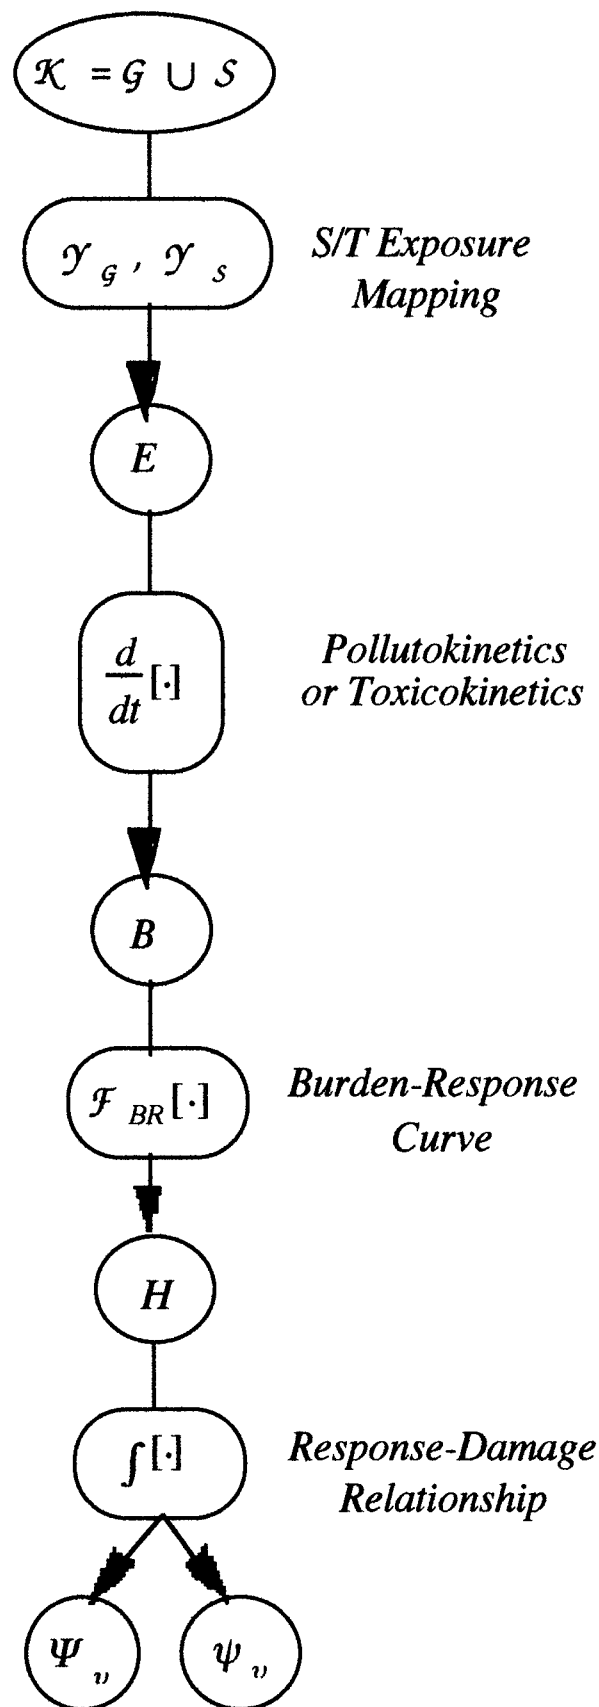 𝒦 = 𝒢 ∪ 𝒮
𝒴_𝒢 , 𝒴_𝒮
S/T Exposure
Mapping
E
d/dt [·]
Pollutokinetics
or Toxicokinetics
B
ℱ_BR [·]
Burden-Response
Curve
H
∫[·]
Response-Damage
Relationship
Ψ_υ
ψ_υ